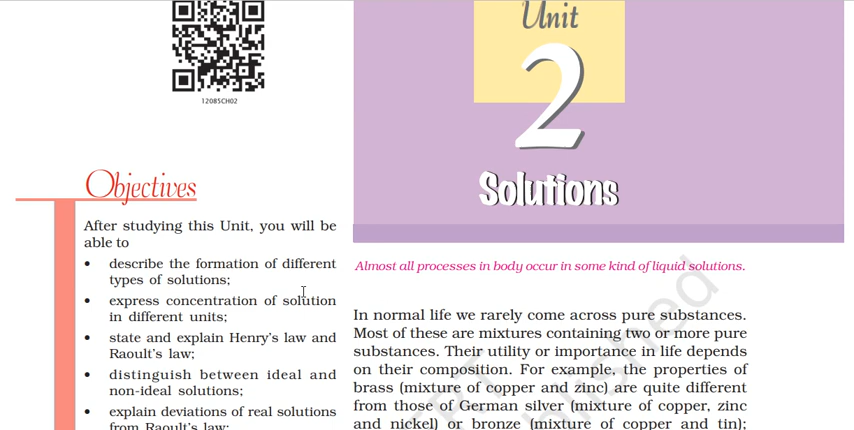 Unit
2
Solutions
12085CH02
Objectives
After studying this Unit, you will be
able to
• describe the formation of different
types of solutions;
• express concentration of solution
in different units;
• state and explain Henry's law and
Raoult's law;
• distinguish between ideal and
non-ideal solutions;
• explain deviations of real solutions
from Raoult's law;
Almost all processes in body occur in some kind of liquid solutions.
In normal life we rarely come across pure substances.
Most of these are mixtures containing two or more pure
substances. Their utility or importance in life depends
on their composition. For example, the properties of
brass (mixture of copper and zinc) are quite different
from those of German silver (mixture of copper, zinc
and nickel) or bronze (mixture of copper and tin);